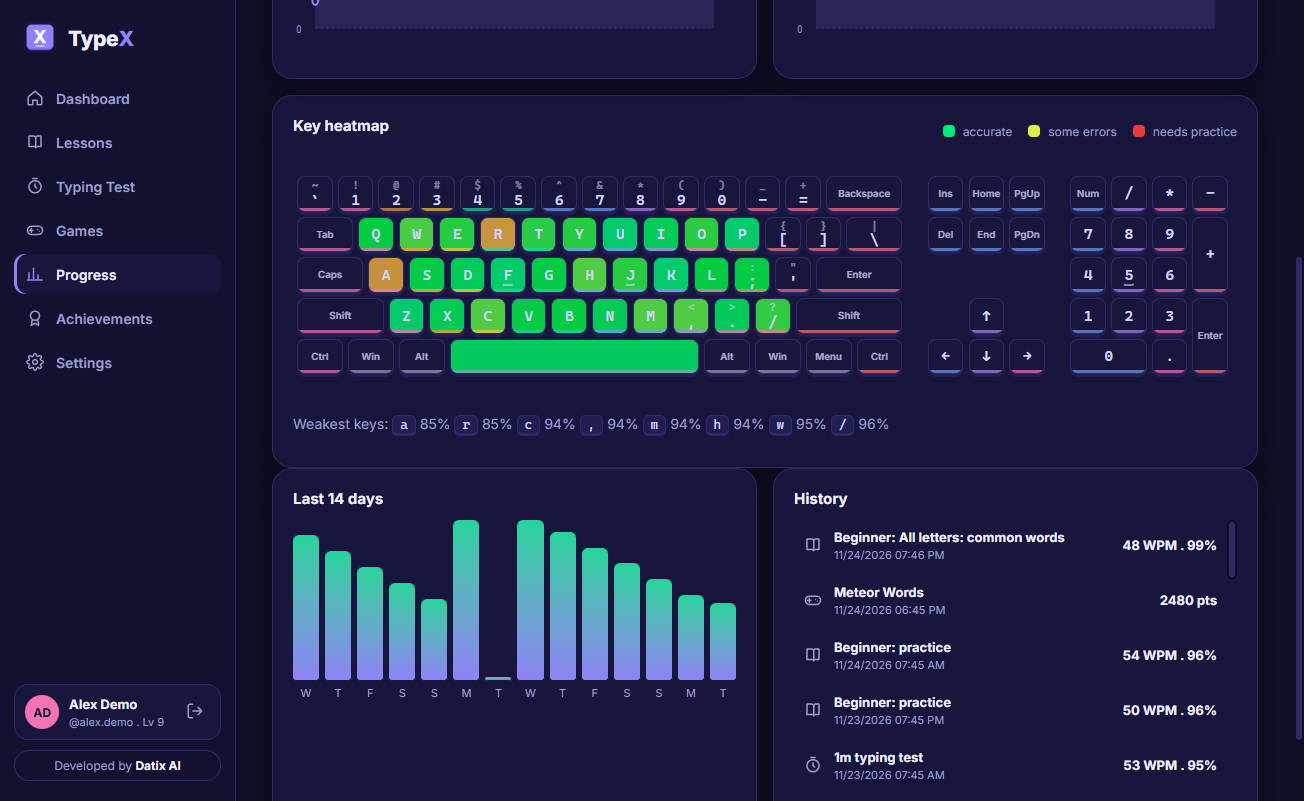 TypeX
Dashboard
Lessons
Typing Test
Games
Progress
Achievements
Settings
AD
Alex Demo
@alex.demo . Lv 9
Developed by Datix AI
0
0
Key heatmap
accurate some errors needs practice
~ ! @ # $ % ^ & * ( ) _ +
` 1 2 3 4 5 6 7 8 9 0 - = Backspace Ins Home PgUp Num / * -
Tab Q W E R T Y U I O P { [ } ] | \ Del End PgDn 7 8 9 +
Caps A S D F G H J K L : ; " ' Enter 4 5 6
Shift Z X C V B N M < , > . ? / Shift ↑ 1 2 3 Enter
Ctrl Win Alt Alt Win Menu Ctrl ← ↓ → 0 .
Weakest keys: a 85% r 85% c 94% , 94% m 94% h 94% w 95% / 96%
Last 14 days
W T F S S M T W T F S S M T
History
Beginner: All letters: common words
11/24/2026 07:46 PM
48 WPM . 99%
Meteor Words
11/24/2026 06:45 PM
2480 pts
Beginner: practice
11/24/2026 07:45 AM
54 WPM . 96%
Beginner: practice
11/23/2026 07:45 PM
50 WPM . 96%
1m typing test
11/23/2026 07:45 AM
53 WPM . 95%